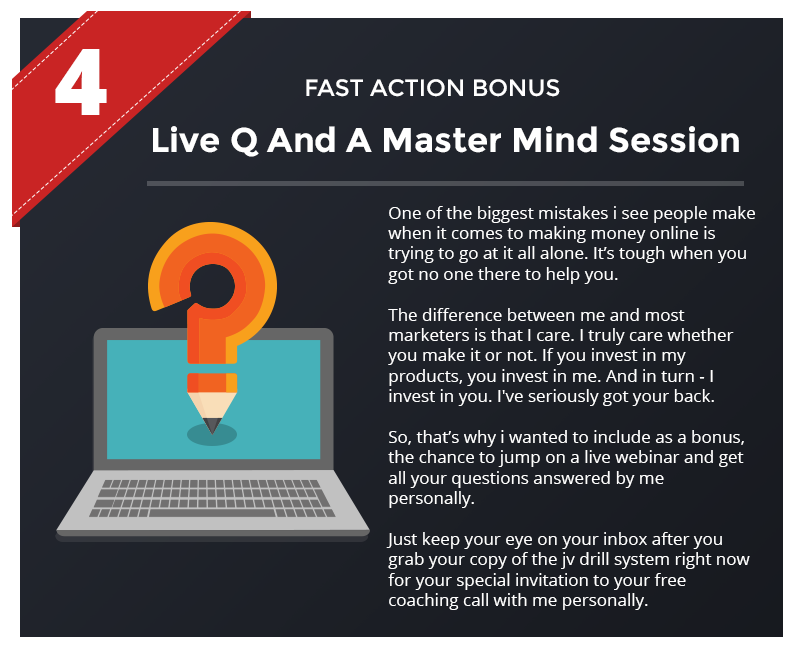 4
FAST ACTION BONUS
Live Q And A Master Mind Session
One of the biggest mistakes i see people make
when it comes to making money online is
trying to go at it all alone. It’s tough when you
got no one there to help you.
The difference between me and most
marketers is that I care. I truly care whether
you make it or not. If you invest in my
products, you invest in me. And in turn - I
invest in you. I've seriously got your back.
So, that’s why i wanted to include as a bonus,
the chance to jump on a live webinar and get
all your questions answered by me
personally.
Just keep your eye on your inbox after you
grab your copy of the jv drill system right now
for your special invitation to your free
coaching call with me personally.